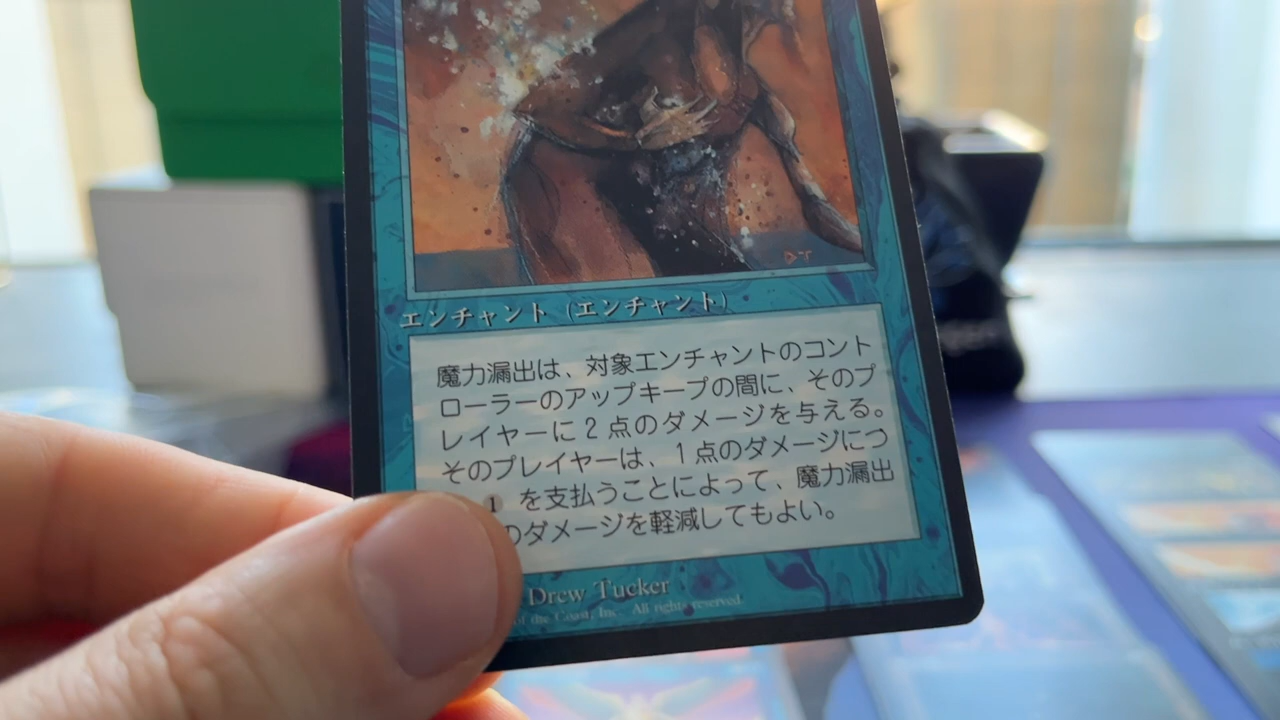 エンチャント (エンチャント)
魔力漏出は、対象エンチャントのコント
ローラーのアップキープの間に、そのプ
レイヤーに2点のダメージを与える。
そのプレイヤーは、1点のダメージにつ
1 を支払うことによって、魔力漏出
のダメージを軽減してもよい。
Drew Tucker
of the Coast, Inc. All rights reserved.
D-T